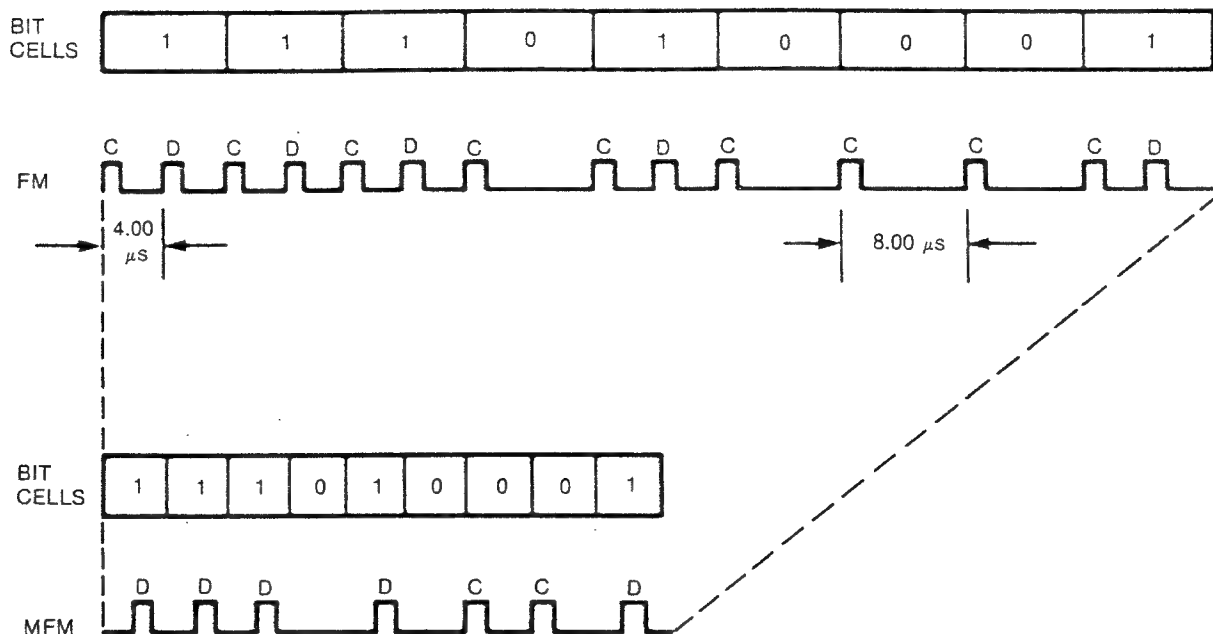 BIT CELLS
1 1 1 0 1 0 0 0 1
C D C D C D C C D C C C C D
FM
4.00 μS
8.00 μS
BIT CELLS
1 1 1 0 1 0 0 0 1
D D D D C C D
MFM